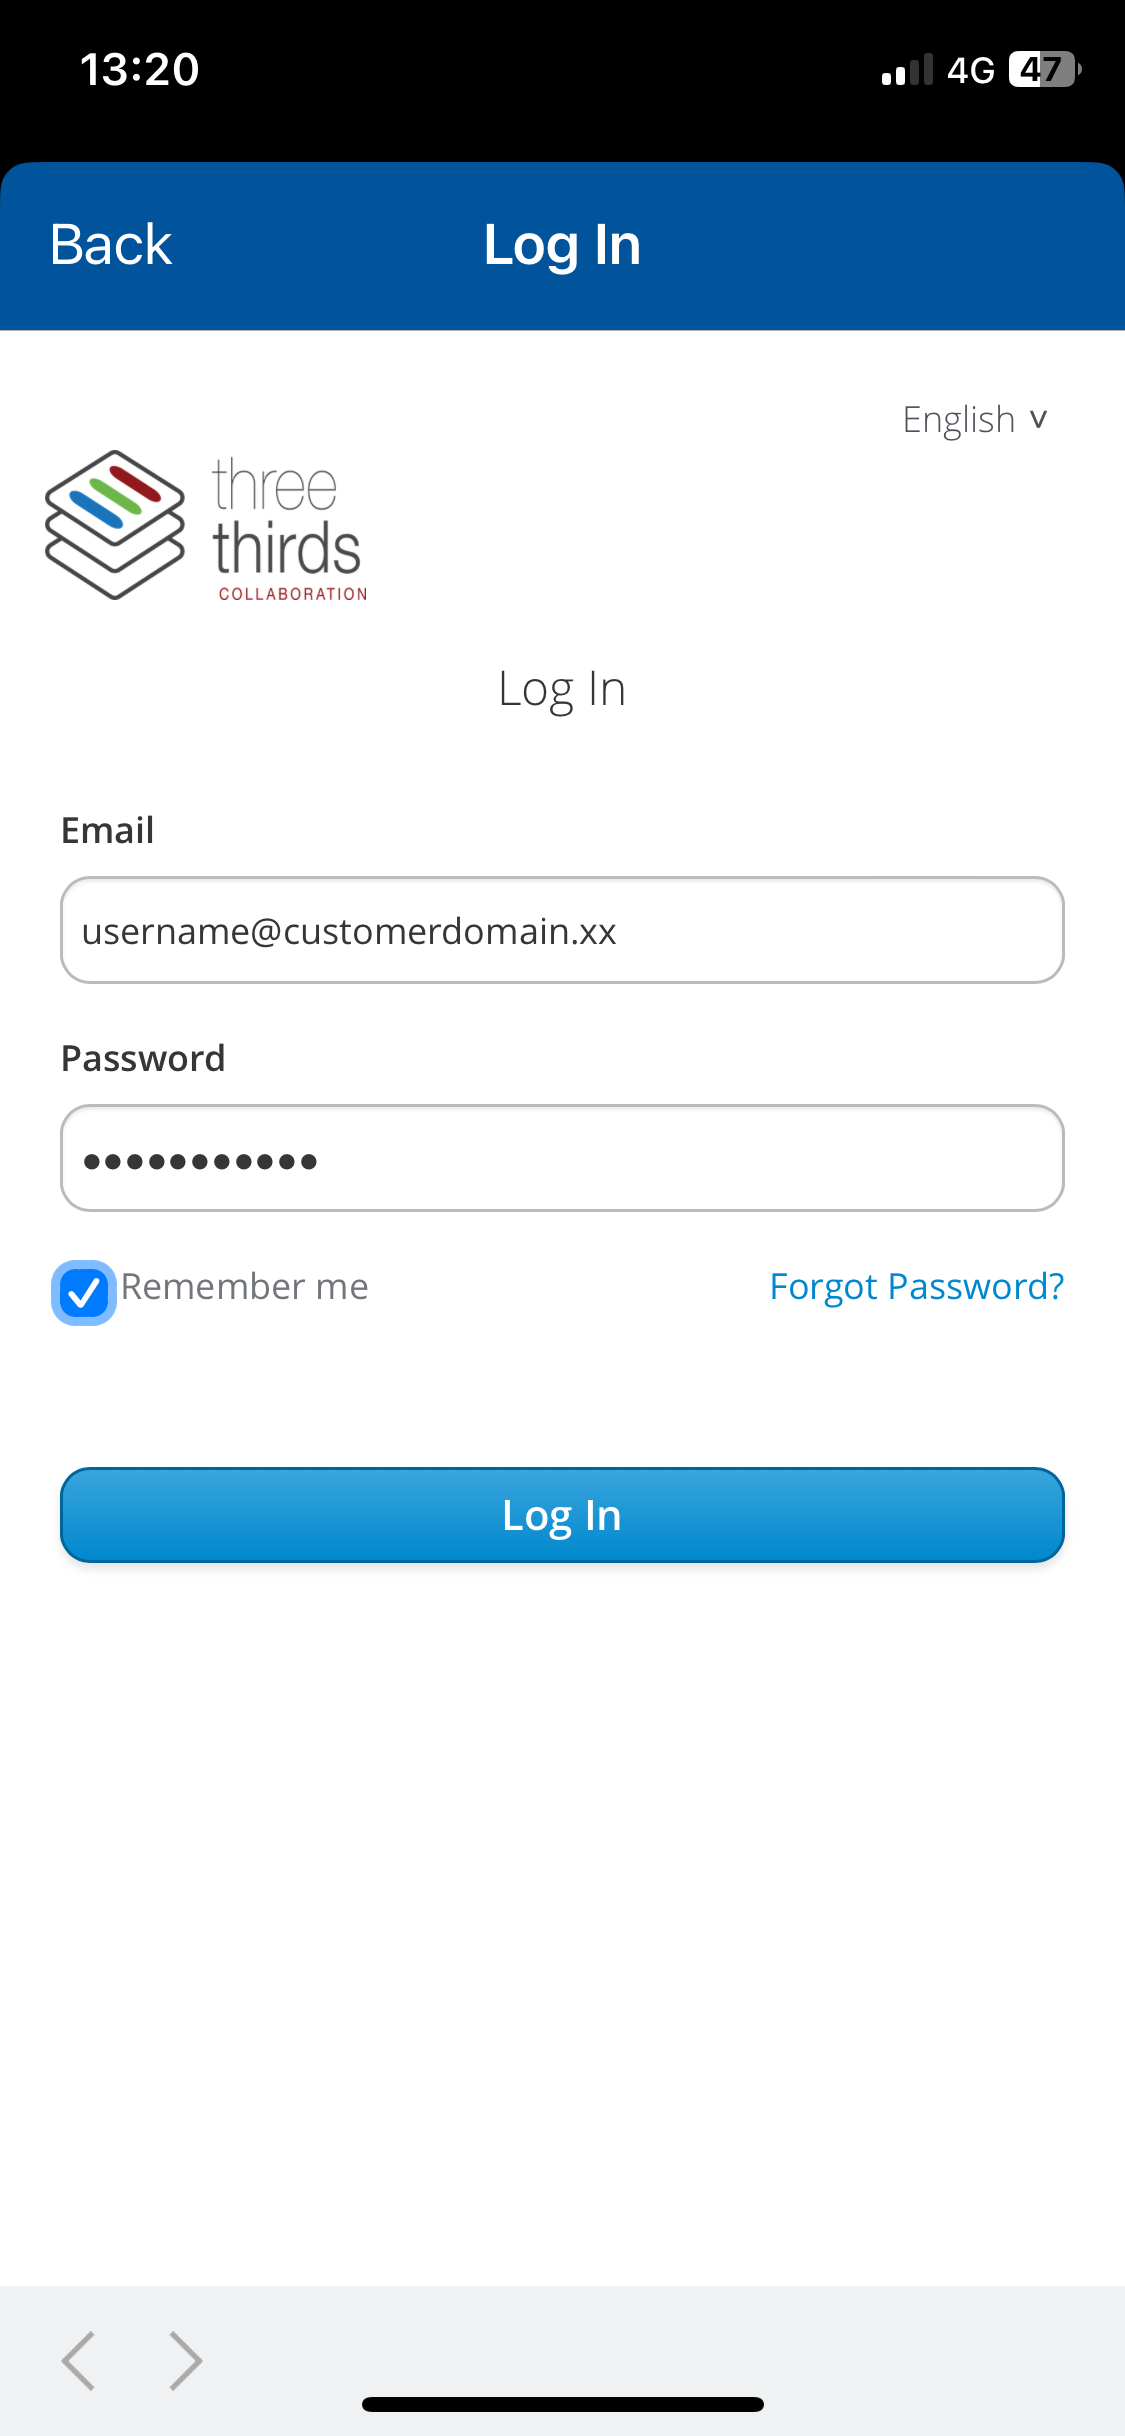 13:20
4G 47
Back
Log In
English v
three
thirds
COLLABORATION
Log In
Email
username@customerdomain.xx
Password
•••••••••••
Remember me
Forgot Password?
Log In